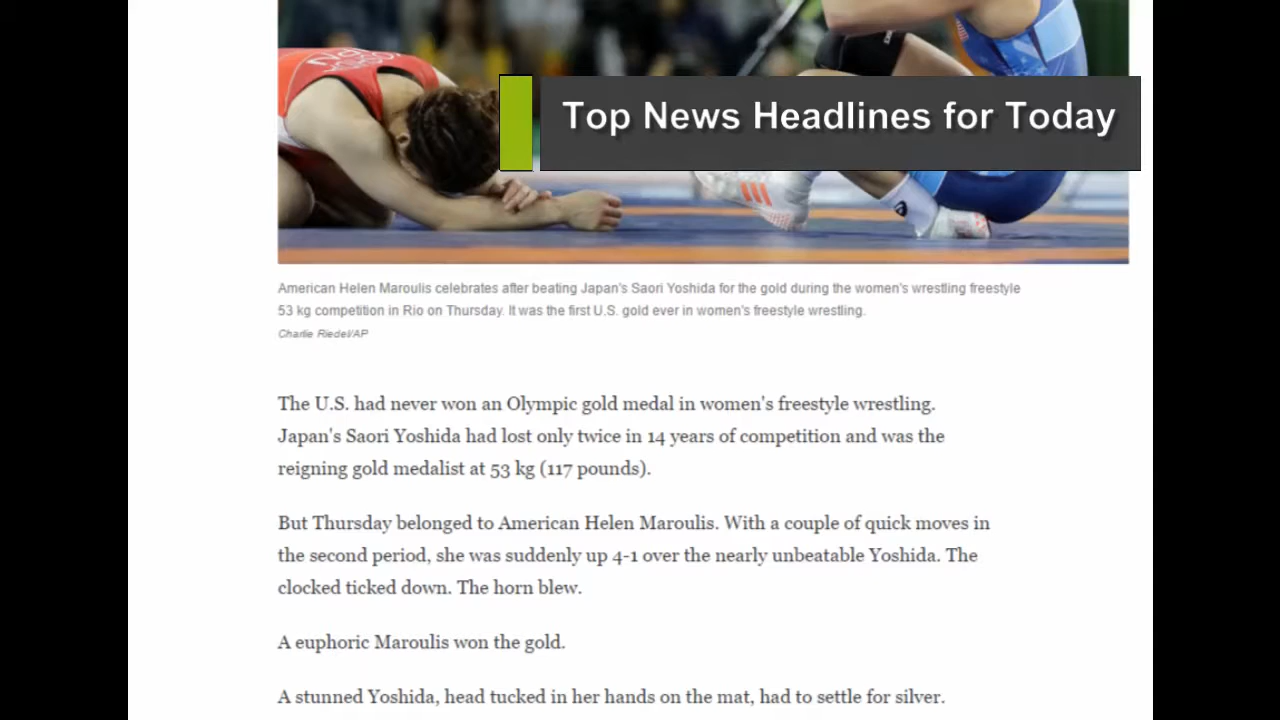 Top News Headlines for Today
American Helen Maroulis celebrates after beating Japan's Saori Yoshida for the gold during the women's wrestling freestyle
53 kg competition in Rio on Thursday. It was the first U.S. gold ever in women's freestyle wrestling.
Charlie Riedel/AP
The U.S. had never won an Olympic gold medal in women's freestyle wrestling.
Japan's Saori Yoshida had lost only twice in 14 years of competition and was the
reigning gold medalist at 53 kg (117 pounds).
But Thursday belonged to American Helen Maroulis. With a couple of quick moves in
the second period, she was suddenly up 4-1 over the nearly unbeatable Yoshida. The
clocked ticked down. The horn blew.
A euphoric Maroulis won the gold.
A stunned Yoshida, head tucked in her hands on the mat, had to settle for silver.